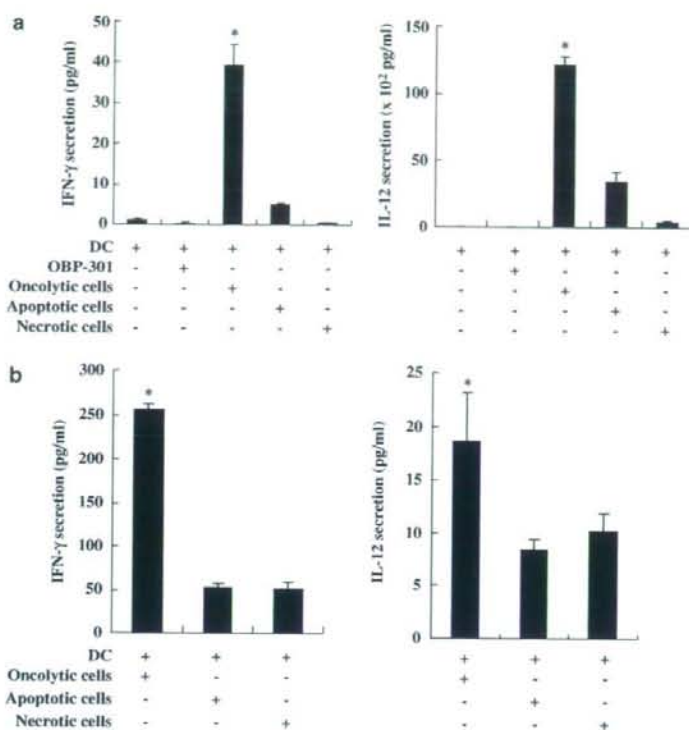 a
IFN-γ secretion (pg/ml)
50
40
30
20
10
0
*
IL-12 secretion (x 10² pg/ml)
150
100
50
0
*
DC + + + + +
OBP-301 - + - - -
Oncolytic cells - - + - -
Apoptotic cells - - - + -
Necrotic cells - - - - +
+ + + + +
- + - - -
- - + - -
- - - + -
- - - - +
b
IFN-γ secretion (pg/ml)
300
250
200
150
100
50
0
*
IL-12 secretion (pg/ml)
25
20
15
10
5
0
*
DC + + +
Oncolytic cells + - -
Apoptotic cells - + -
Necrotic cells - - +
+ + +
+ - -
- + -
- - +